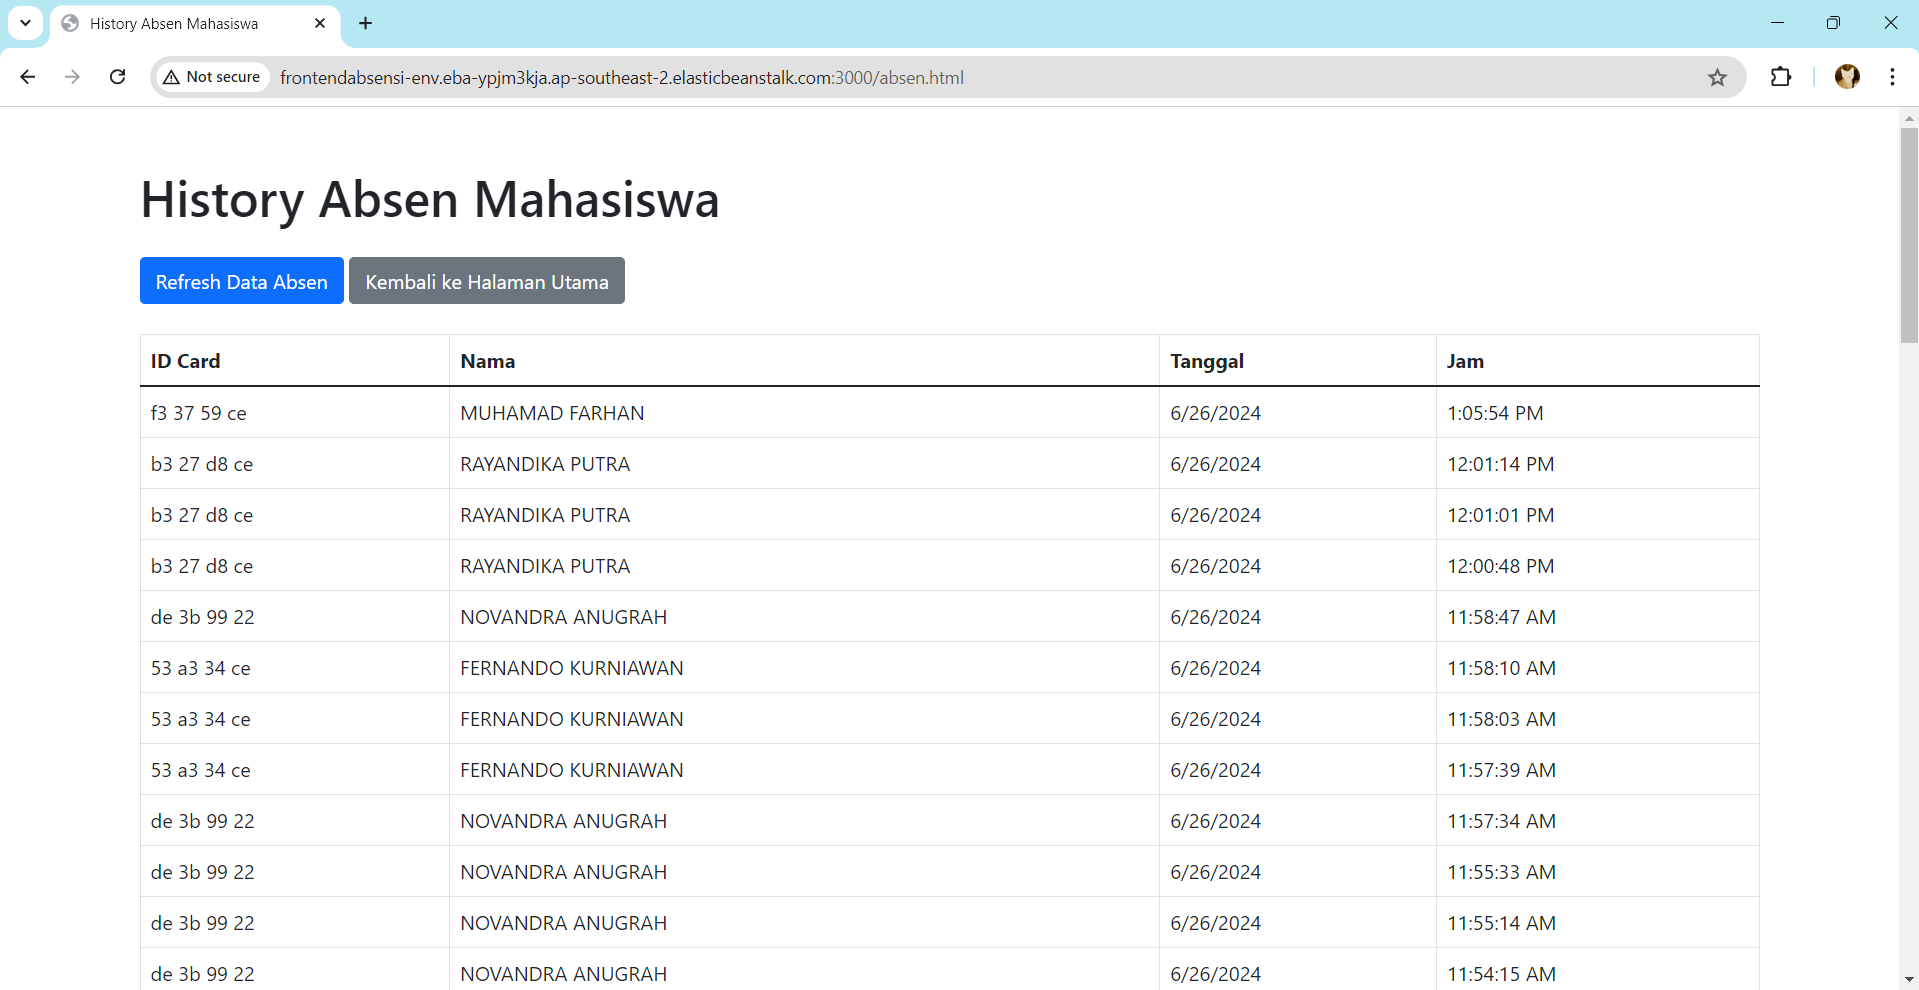 History Absen Mahasiswa
Not secure frontendabsensi-env.eba-ypjm3kja.ap-southeast-2.elasticbeanstalk.com:3000/absen.html
History Absen Mahasiswa
Refresh Data Absen Kembali ke Halaman Utama
ID Card Nama Tanggal Jam
f3 37 59 ce MUHAMAD FARHAN 6/26/2024 1:05:54 PM
b3 27 d8 ce RAYANDIKA PUTRA 6/26/2024 12:01:14 PM
b3 27 d8 ce RAYANDIKA PUTRA 6/26/2024 12:01:01 PM
b3 27 d8 ce RAYANDIKA PUTRA 6/26/2024 12:00:48 PM
de 3b 99 22 NOVANDRA ANUGRAH 6/26/2024 11:58:47 AM
53 a3 34 ce FERNANDO KURNIAWAN 6/26/2024 11:58:10 AM
53 a3 34 ce FERNANDO KURNIAWAN 6/26/2024 11:58:03 AM
53 a3 34 ce FERNANDO KURNIAWAN 6/26/2024 11:57:39 AM
de 3b 99 22 NOVANDRA ANUGRAH 6/26/2024 11:57:34 AM
de 3b 99 22 NOVANDRA ANUGRAH 6/26/2024 11:55:33 AM
de 3b 99 22 NOVANDRA ANUGRAH 6/26/2024 11:55:14 AM
de 3b 99 22 NOVANDRA ANUGRAH 6/26/2024 11:54:15 AM